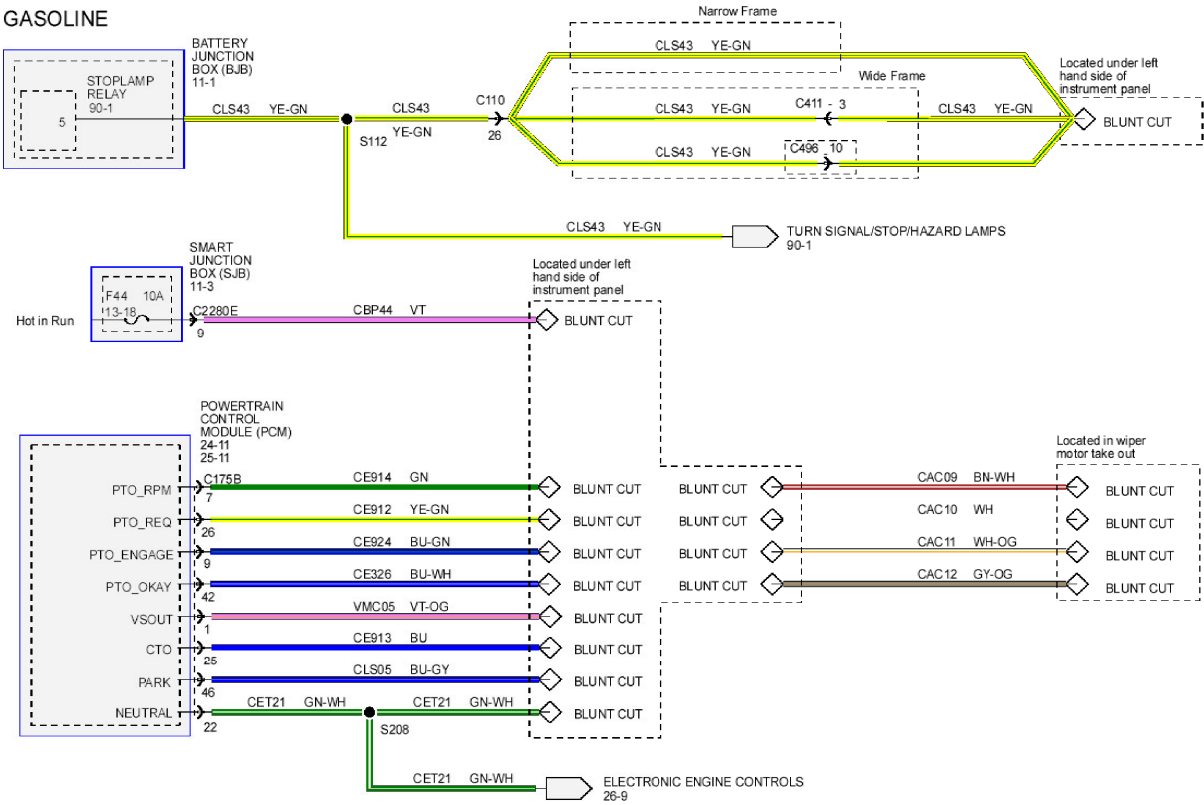 GASOLINE
BATTERY
JUNCTION
BOX (BJB)
11-1
STOPLAMP
RELAY
90-1
5
CLS43 YE-GN
S112
CLS43
YE-GN
C110
26
Narrow Frame
CLS43 YE-GN
Wide Frame
CLS43 YE-GN
C411 - 3
CLS43 YE-GN
CLS43 YE-GN
C496 10
Located under left
hand side of
instrument panel
BLUNT CUT
CLS43 YE-GN
TURN SIGNAL/STOP/HAZARD LAMPS
90-1
SMART
JUNCTION
BOX (SJB)
11-3
F44 10A
13-18
Hot in Run
C2280E
9
CBP44 VT
Located under left
hand side of
instrument panel
BLUNT CUT
POWERTRAIN
CONTROL
MODULE (PCM)
24-11
25-11
C175B
PTO_RPM
7
CE914 GN
BLUNT CUT
PTO_REQ
26
CE912 YE-GN
BLUNT CUT
PTO_ENGAGE
9
CE924 BU-GN
BLUNT CUT
PTO_OKAY
42
CE326 BU-WH
BLUNT CUT
VSOUT
1
VMC05 VT-OG
BLUNT CUT
CTO
25
CE913 BU
BLUNT CUT
PARK
46
CLS05 BU-GY
BLUNT CUT
NEUTRAL
22
CET21 GN-WH
S208
CET21 GN-WH
BLUNT CUT
CET21 GN-WH
ELECTRONIC ENGINE CONTROLS
26-9
Located in wiper
motor take out
BLUNT CUT
CAC09 BN-WH
BLUNT CUT
BLUNT CUT
CAC10 WH
BLUNT CUT
BLUNT CUT
CAC11 WH-OG
BLUNT CUT
BLUNT CUT
CAC12 GY-OG
BLUNT CUT